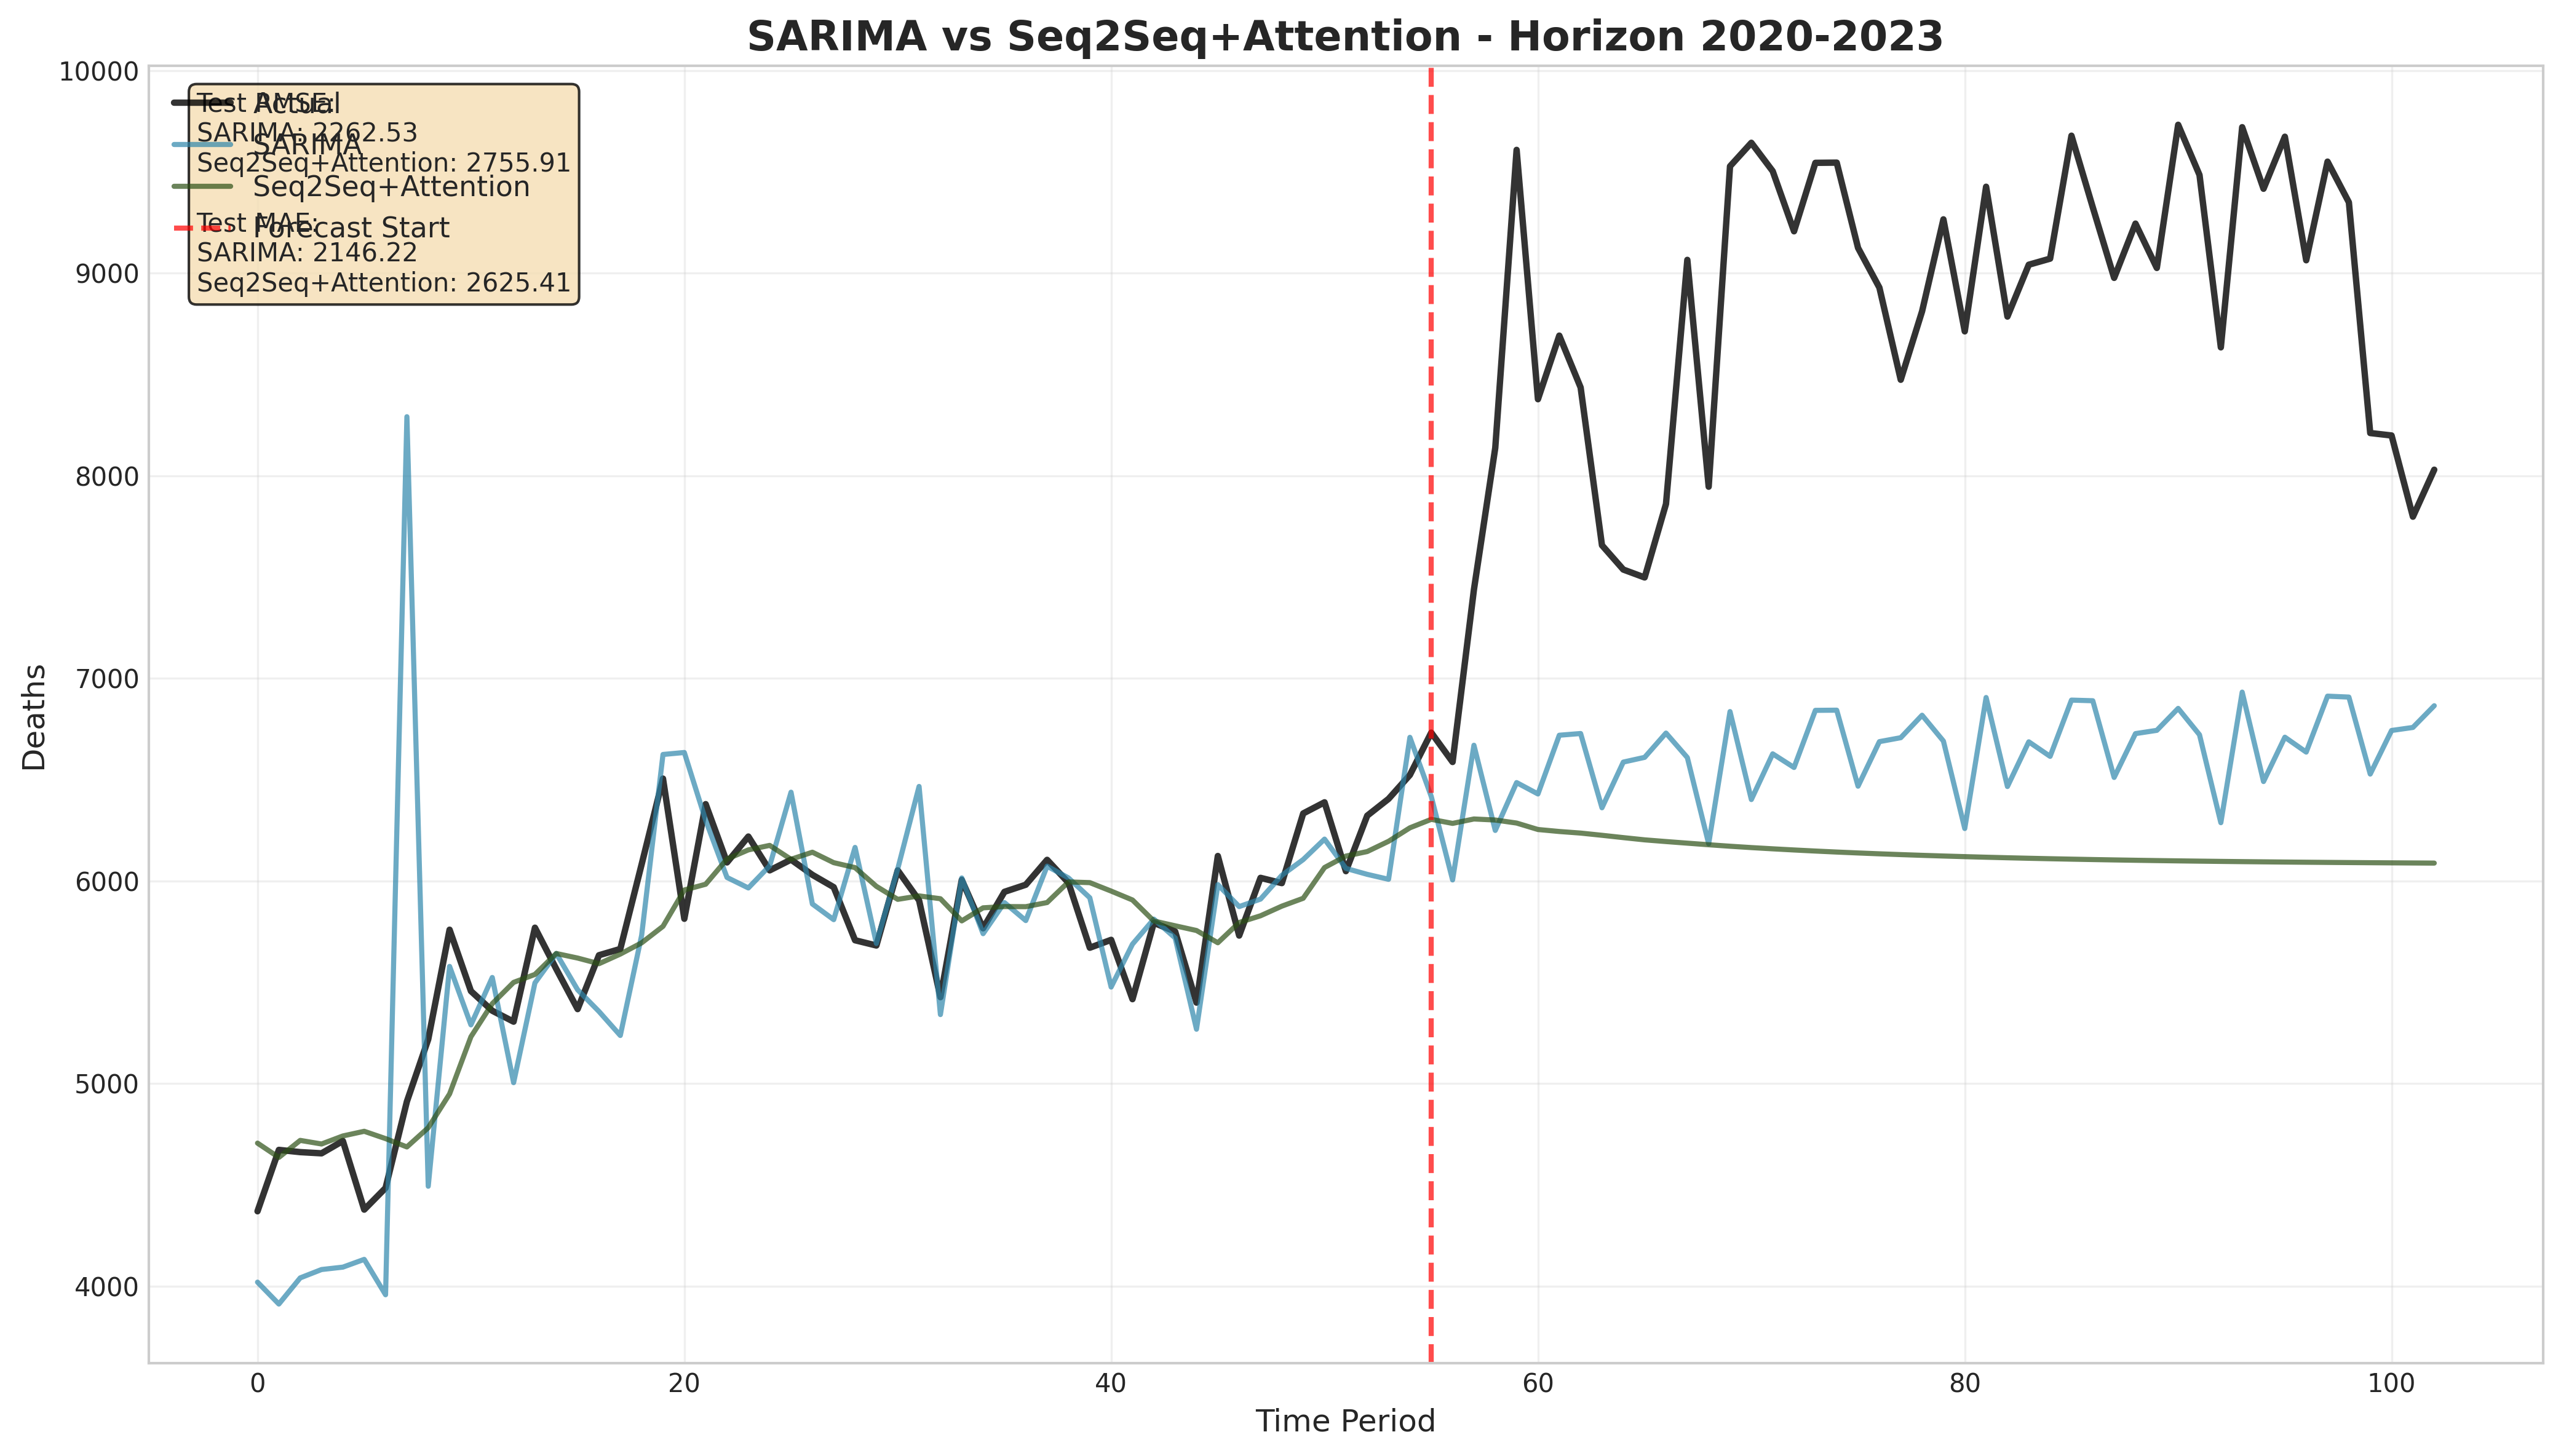 SARIMA vs Seq2Seq+Attention - Horizon 2020-2023
10000
9000
8000
7000
6000
5000
4000
Deaths
Test RMSE:
SARIMA: 2262.53
Seq2Seq+Attention: 2755.91
Test MAE:
SARIMA: 2146.22
Seq2Seq+Attention: 2625.41
Actual
SARIMA
Seq2Seq+Attention
Forecast Start
0
20
40
60
80
100
Time Period